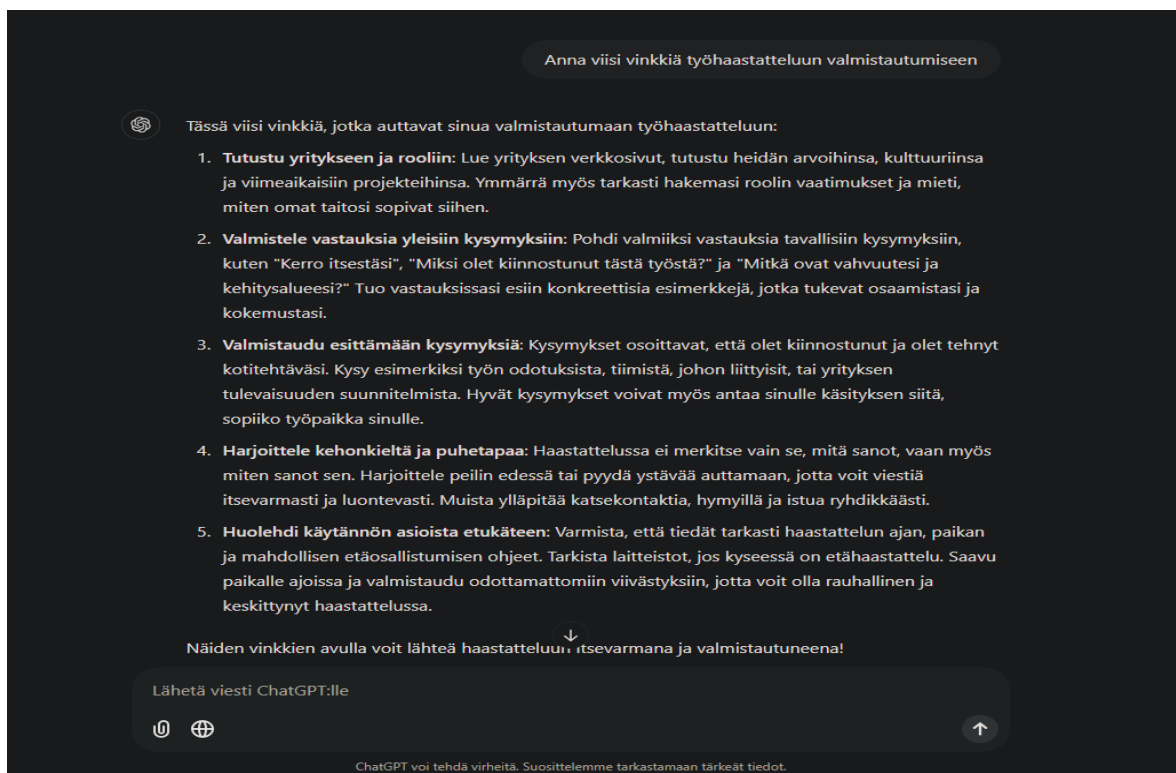 Anna viisi vinkkiä työhaastatteluun valmistautumiseen
Tässä viisi vinkkiä, jotka auttavat sinua valmistautumaan työhaastatteluun:
1. Tutustu yritykseen ja rooliin: Lue yrityksen verkkosivut, tutustu heidän arvoihinsa, kulttuuriinsa
ja viimeaikaisiin projekteihinsa. Ymmärrä myös tarkasti hakemasi roolin vaatimukset ja mieti,
miten omat taitosi sopivat siihen.
2. Valmistele vastauksia yleisiin kysymyksiin: Pohdi valmiiksi vastauksia tavallisiin kysymyksiin,
kuten "Kerro itsestäsi", "Miksi olet kiinnostunut tästä työstä?" ja "Mitkä ovat vahvuutesi ja
kehitysalueesi?" Tuo vastauksissasi esiin konkreettisia esimerkkejä, jotka tukevat osaamistasi ja
kokemustasi.
3. Valmistaudu esittämään kysymyksiä: Kysymykset osoittavat, että olet kiinnostunut ja olet tehnyt
kotitehtäväsi. Kysy esimerkiksi työn odotuksista, tiimistä, johon liittyisit, tai yrityksen
tulevaisuuden suunnitelmista. Hyvät kysymykset voivat myös antaa sinulle käsityksen siitä,
sopiiko työpaikka sinulle.
4. Harjoittele kehonkieltä ja puhetapaa: Haastattelussa ei merkitse vain se, mitä sanot, vaan myös
miten sanot sen. Harjoittele peilin edessä tai pyydä ystävää auttamaan, jotta voit viestiä
itsevarmasti ja luontevasti. Muista ylläpitää katsekontaktia, hymyillä ja istua ryhdikkäästi.
5. Huolehdi käytännön asioista etukäteen: Varmista, että tiedät tarkasti haastattelun ajan, paikan
ja mahdollisen etäosallistumisen ohjeet. Tarkista laitteistot, jos kyseessä on etähaastattelu. Saavu
paikalle ajoissa ja valmistaudu odottamattomiin viivästyksiin, jotta voit olla rauhallinen ja
keskittynyt haastattelussa.
Näiden vinkkien avulla voit lähteä haastatteluun itsevarmana ja valmistautuneena!
Lähetä viesti ChatGPT:lle
ChatGPT voi tehdä virheitä. Suosittelemme tarkastamaan tärkeät tiedot.